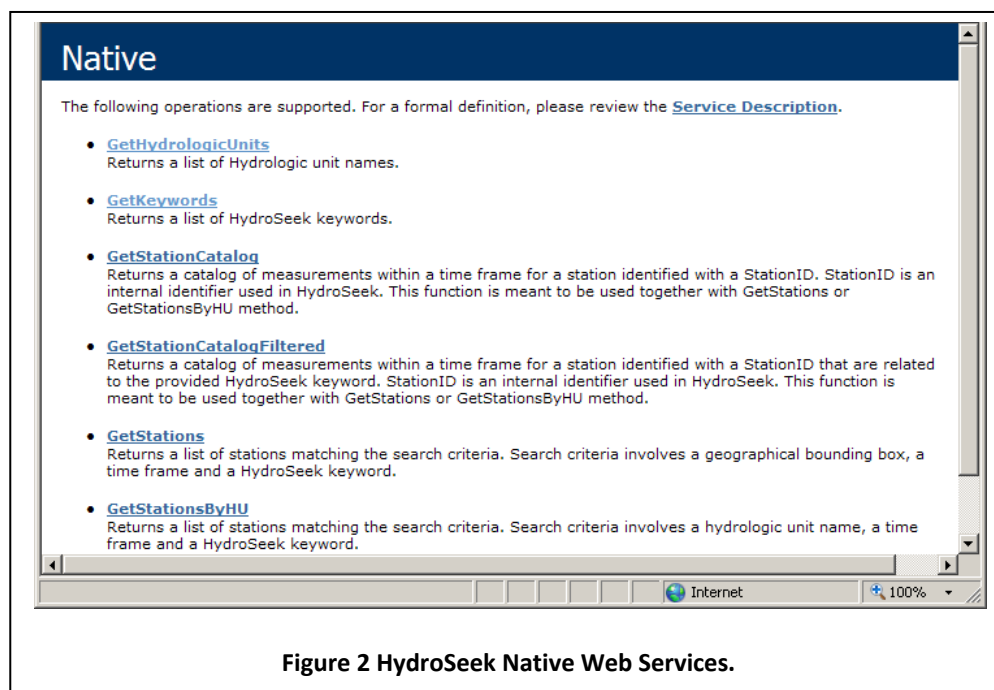 Native
The following operations are supported. For a formal definition, please review the Service Description.
• GetHydrologicUnits
Returns a list of Hydrologic unit names.
• GetKeywords
Returns a list of HydroSeek keywords.
• GetStationCatalog
Returns a catalog of measurements within a time frame for a station identified with a StationID. StationID is an
internal identifier used in HydroSeek. This function is meant to be used together with GetStations or
GetStationsByHU method.
• GetStationCatalogFiltered
Returns a catalog of measurements within a time frame for a station identified with a StationID that are related
to the provided HydroSeek keyword. StationID is an internal identifier used in HydroSeek. This function is
meant to be used together with GetStations or GetStationsByHU method.
• GetStations
Returns a list of stations matching the search criteria. Search criteria involves a geographical bounding box, a
time frame and a HydroSeek keyword.
• GetStationsByHU
Returns a list of stations matching the search criteria. Search criteria involves a hydrologic unit name, a time
frame and a HydroSeek keyword.
Internet 100%
Figure 2 HydroSeek Native Web Services.